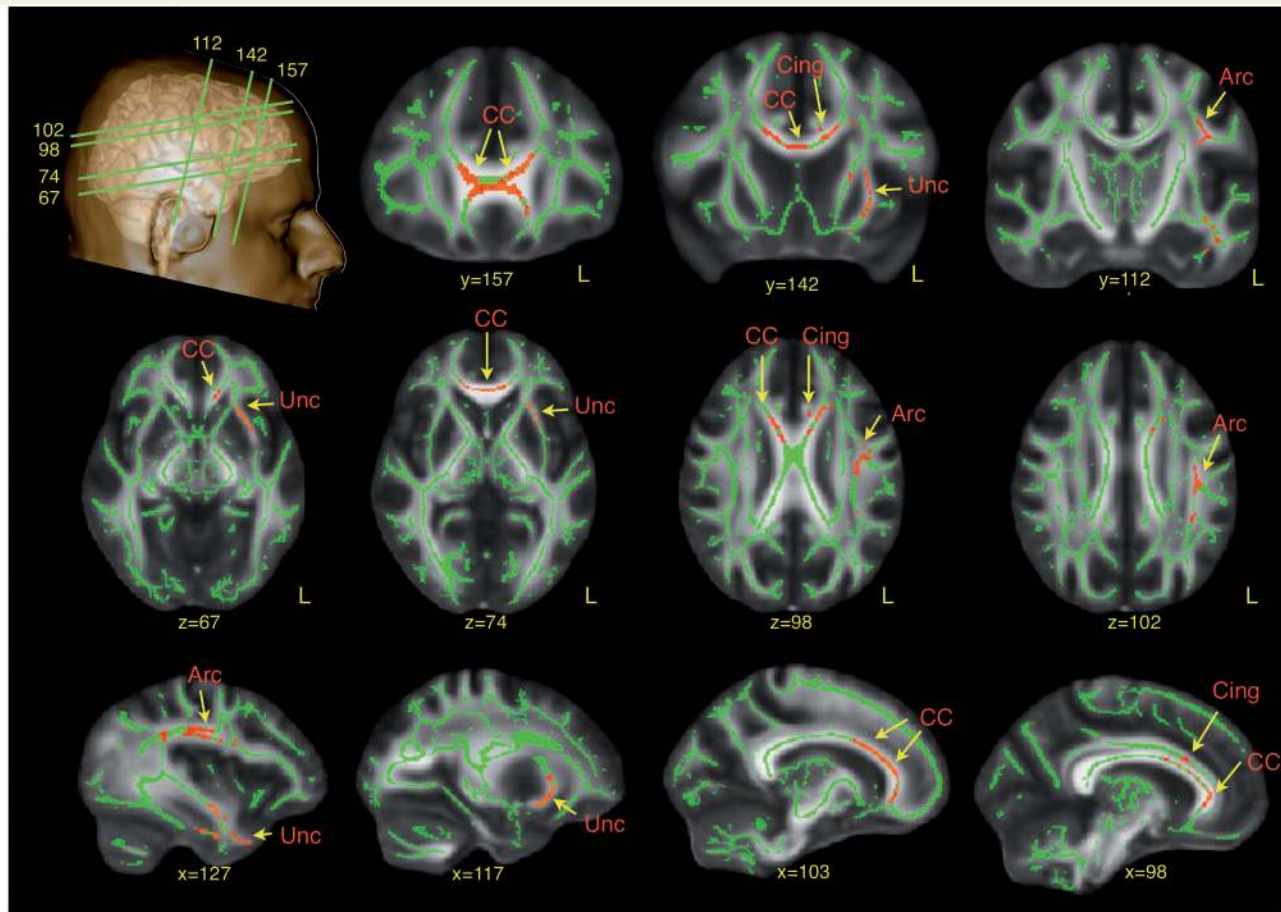 112
142
157
102
98
74
67
CC
y=157
L
Cing
CC
Unc
y=142
L
Arc
y=112
L
CC
Unc
z=67
L
CC
Unc
z=74
CC
Cing
Arc
z=98
L
Arc
z=102
L
Arc
Unc
x=127
Unc
x=117
CC
x=103
Cing
CC
x=98